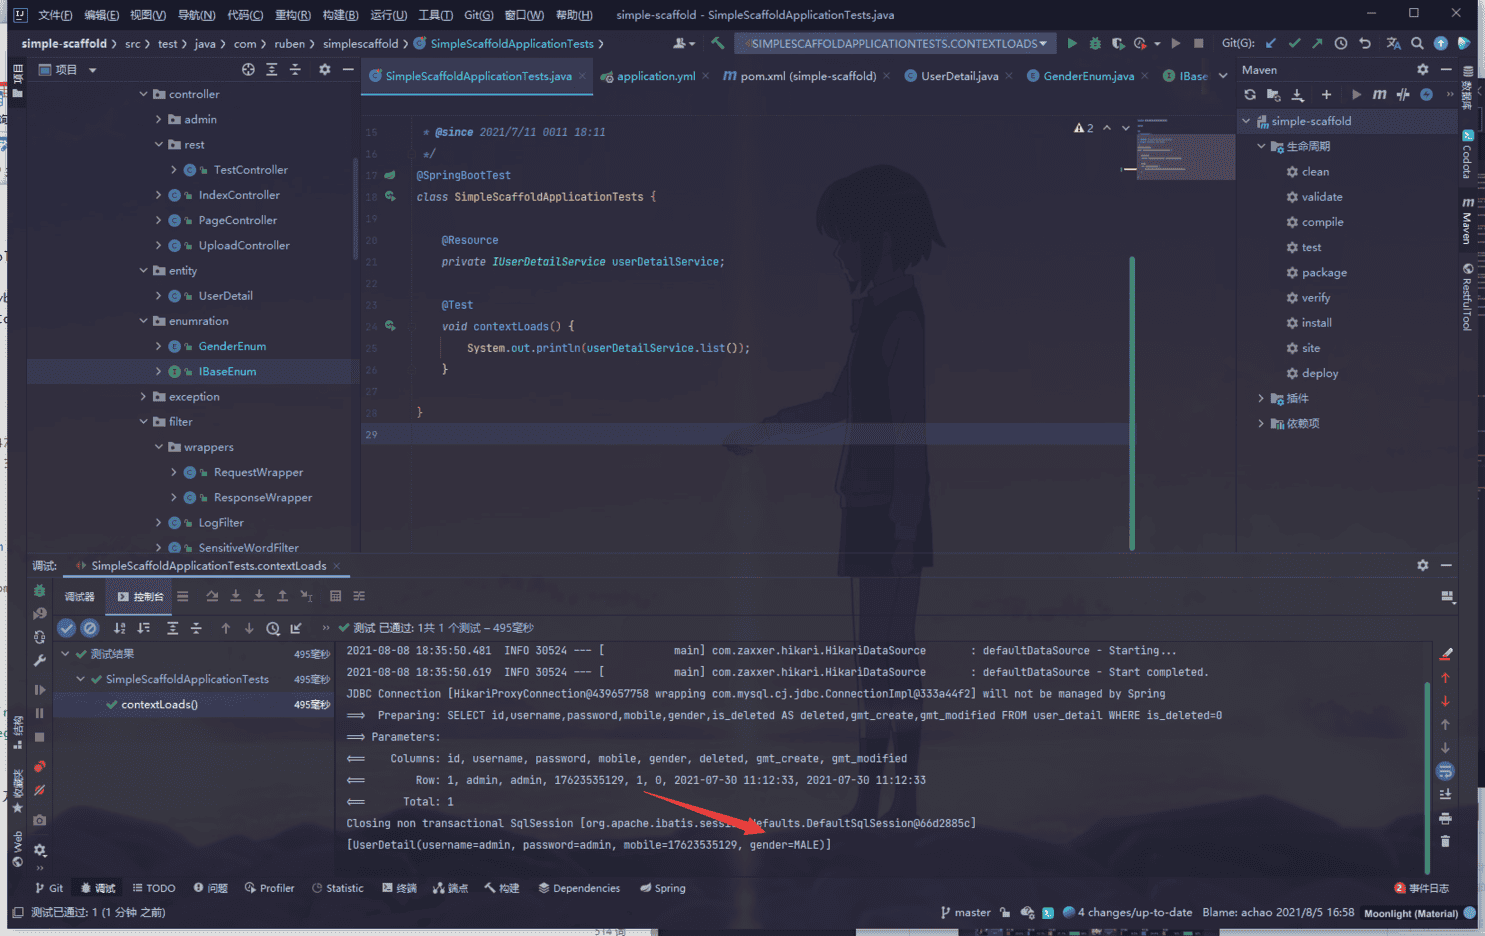 文件(F) 编辑(E) 视图(V) 导航(N) 代码(C) 重构(R) 构建(B) 运行(U) 工具(T) Git(G) 窗口(W) 帮助(H) simple-scaffold - SimpleScaffoldApplicationTests.java
simple-scaffold src test java com ruben simplescaffold SimpleScaffoldApplicationTests SIMPLESCAFFOLDAPPLICATIONTESTS.CONTEXTLOADS Git(G):
项目
项目
SimpleScaffoldApplicationTests.java application.yml pom.xml (simple-scaffold) UserDetail.java GenderEnum.java IBase
controller
admin
rest
TestController
IndexController
PageController
UploadController
entity
UserDetail
enumration
GenderEnum
IBaseEnum
exception
filter
wrappers
RequestWrapper
ResponseWrapper
LogFilter
SensitiveWordFilter
15 * @since 2021/7/11 0011 18:11
16 */
17 @SpringBootTest
18 class SimpleScaffoldApplicationTests {
19
20 @Resource
21 private IUserDetailService userDetailService;
22
23 @Test
24 void contextLoads() {
25 System.out.println(userDetailService.list());
26 }
27
28 }
29
2
Maven
simple-scaffold
生命周期
clean
validate
compile
test
package
verify
install
site
deploy
插件
依赖项
数据库
Codota
Maven
RestfulTool
调试: SimpleScaffoldApplicationTests.contextLoads
调试器 控制台
测试 已通过: 1共 1 个测试 – 495毫秒
测试结果 495毫秒
SimpleScaffoldApplicationTests 495毫秒
contextLoads() 495毫秒
2021-08-08 18:35:50.481 INFO 30524 --- [ main] com.zaxxer.hikari.HikariDataSource : defaultDataSource - Starting...
2021-08-08 18:35:50.619 INFO 30524 --- [ main] com.zaxxer.hikari.HikariDataSource : defaultDataSource - Start completed.
JDBC Connection [HikariProxyConnection@439657758 wrapping com.mysql.cj.jdbc.ConnectionImpl@333a44f2] will not be managed by Spring
==> Preparing: SELECT id,username,password,mobile,gender,is_deleted AS deleted,gmt_create,gmt_modified FROM user_detail WHERE is_deleted=0
==> Parameters:
<== Columns: id, username, password, mobile, gender, deleted, gmt_create, gmt_modified
<== Row: 1, admin, admin, 17623535129, 1, 0, 2021-07-30 11:12:33, 2021-07-30 11:12:33
<== Total: 1
Closing non transactional SqlSession [org.apache.ibatis.session.defaults.DefaultSqlSession@66d2885c]
[UserDetail(username=admin, password=admin, mobile=17623535129, gender=MALE)]
结构
收藏夹
Web
Git 调试 TODO 问题 Profiler Statistic 终端 端点 构建 Dependencies Spring 2 事件日志
测试已通过: 1 (1 分钟 之前) master 4 changes/up-to-date Blame: achao 2021/8/5 16:58 Moonlight (Material)
514 词